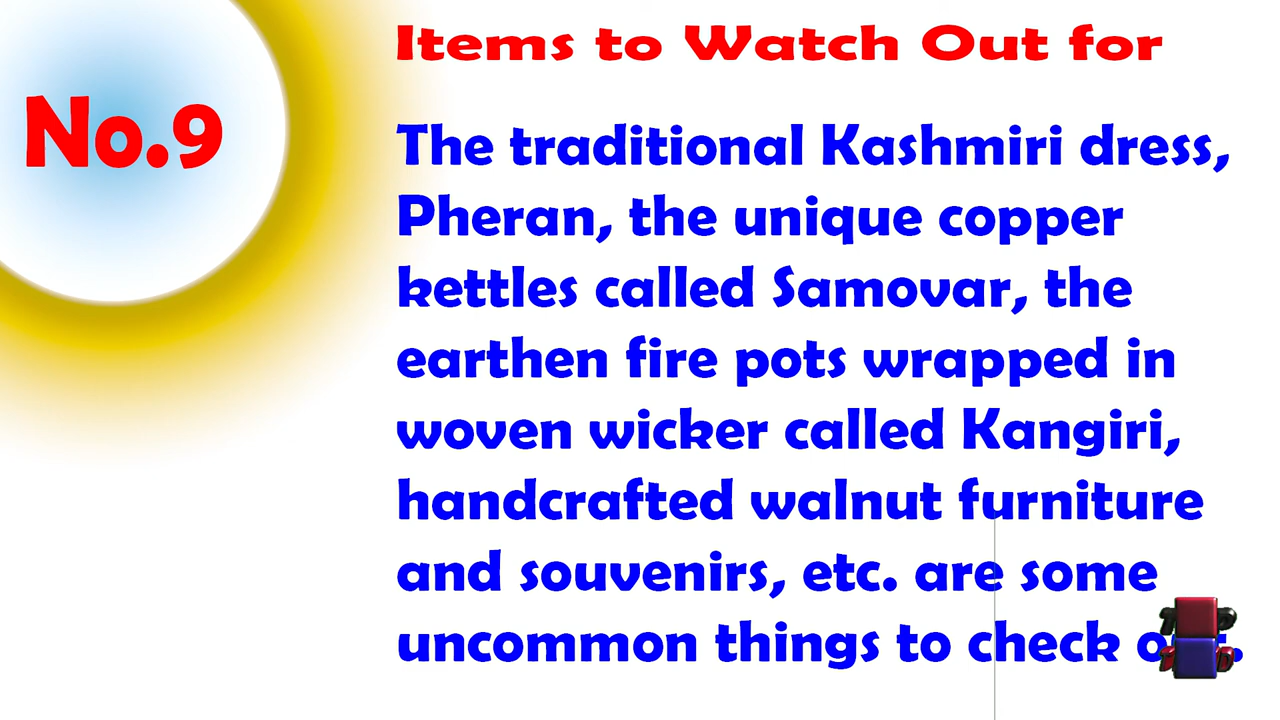 No.9
Items to Watch Out for
The traditional Kashmiri dress,
Pheran, the unique copper
kettles called Samovar, the
earthen fire pots wrapped in
woven wicker called Kangiri,
handcrafted walnut furniture
and souvenirs, etc. are some
uncommon things to check